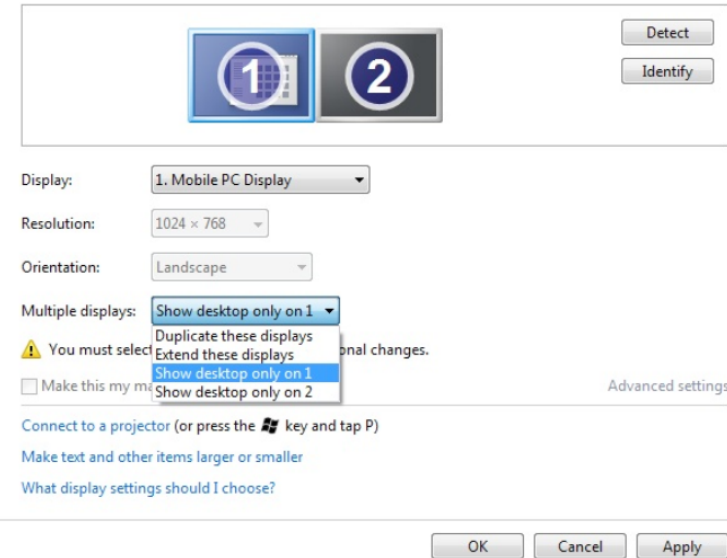 1
2
Detect
Identify
Display:
1. Mobile PC Display
Resolution:
1024 × 768
Orientation:
Landscape
Multiple displays:
Show desktop only on 1
Duplicate these displays
Extend these displays
Show desktop only on 1
Show desktop only on 2
You must select onal changes.
Make this my ma
Advanced settings
Connect to a projector (or press the key and tap P)
Make text and other items larger or smaller
What display settings should I choose?
OK
Cancel
Apply